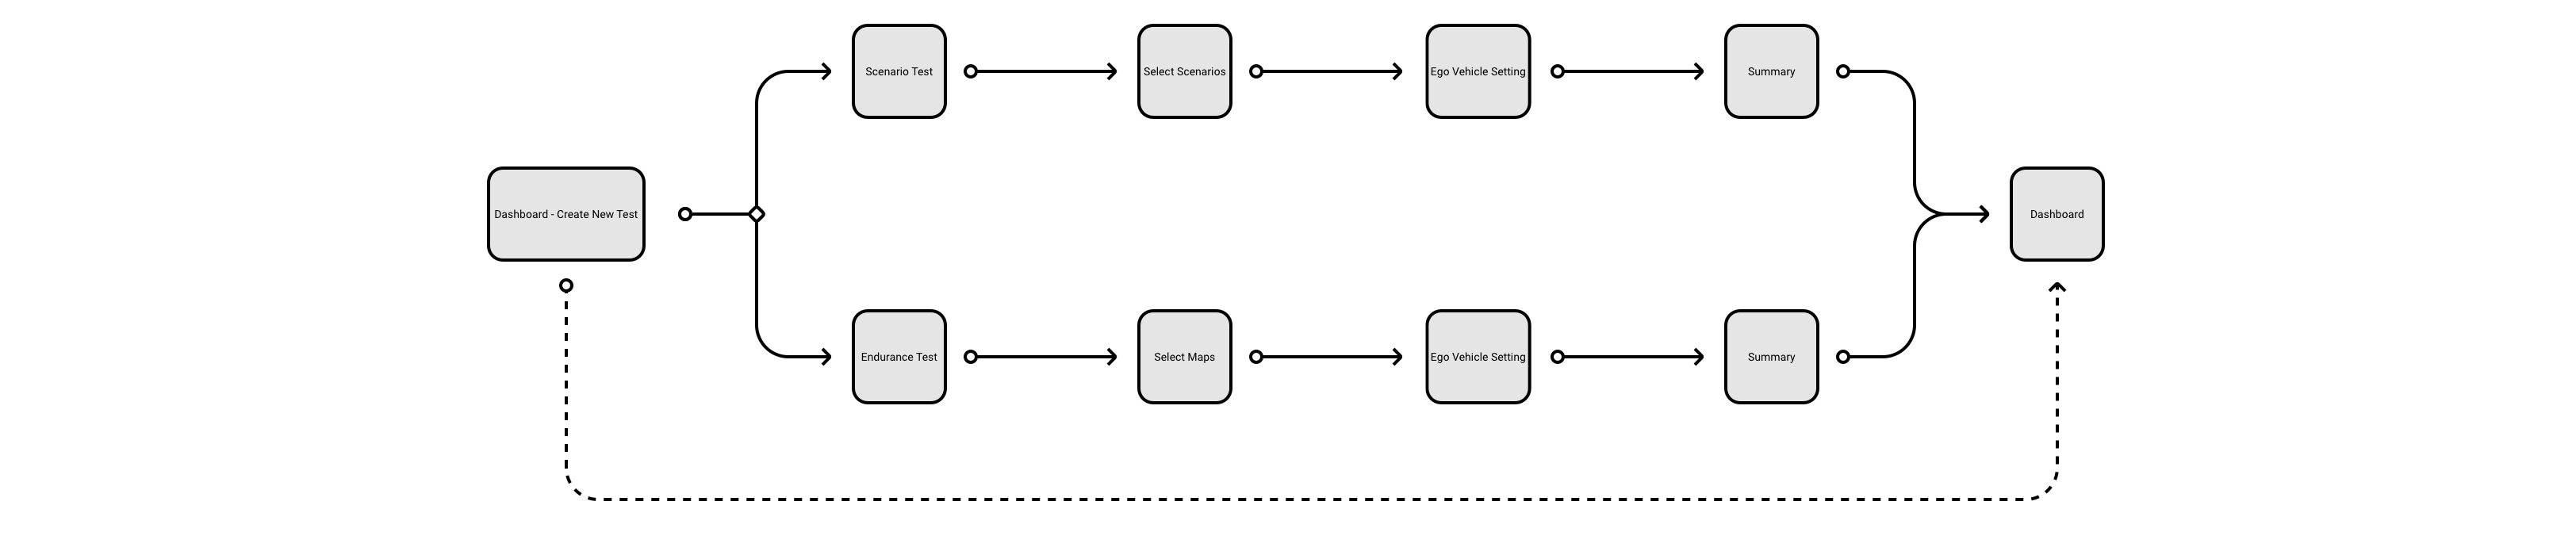 Scenario Test
Select Scenarios
Ego Vehicle Setting
Summary
Dashboard - Create New Test
Dashboard
Endurance Test
Select Maps
Ego Vehicle Setting
Summary